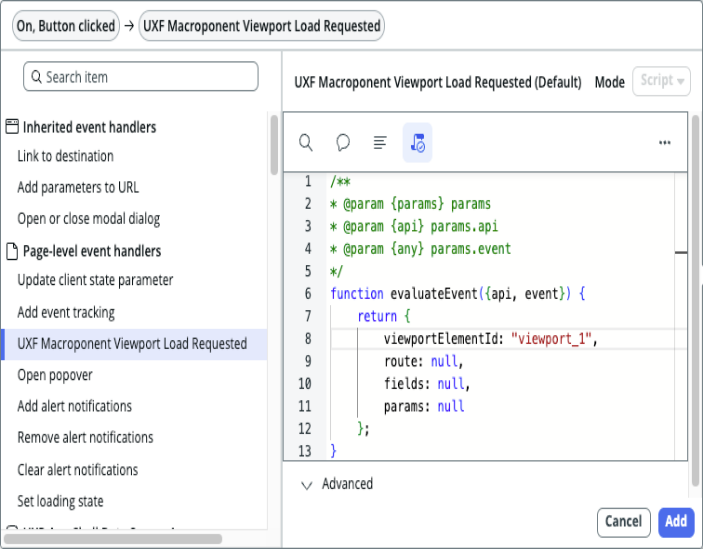 On, Button clicked → UXF Macroponent Viewport Load Requested
Search item
Inherited event handlers
Link to destination
Add parameters to URL
Open or close modal dialog
Page-level event handlers
Update client state parameter
Add event tracking
UXF Macroponent Viewport Load Requested
Open popover
Add alert notifications
Remove alert notifications
Clear alert notifications
Set loading state
UXF Macroponent Viewport Load Requested (Default) Mode Script
1 /**
2 * @param {params} params
3 * @param {api} params.api
4 * @param {any} params.event
5 */
6 function evaluateEvent({api, event}) {
7 return {
8 viewportElementId: "viewport_1",
9 route: null,
10 fields: null,
11 params: null
12 };
13 }
Advanced
Cancel Add